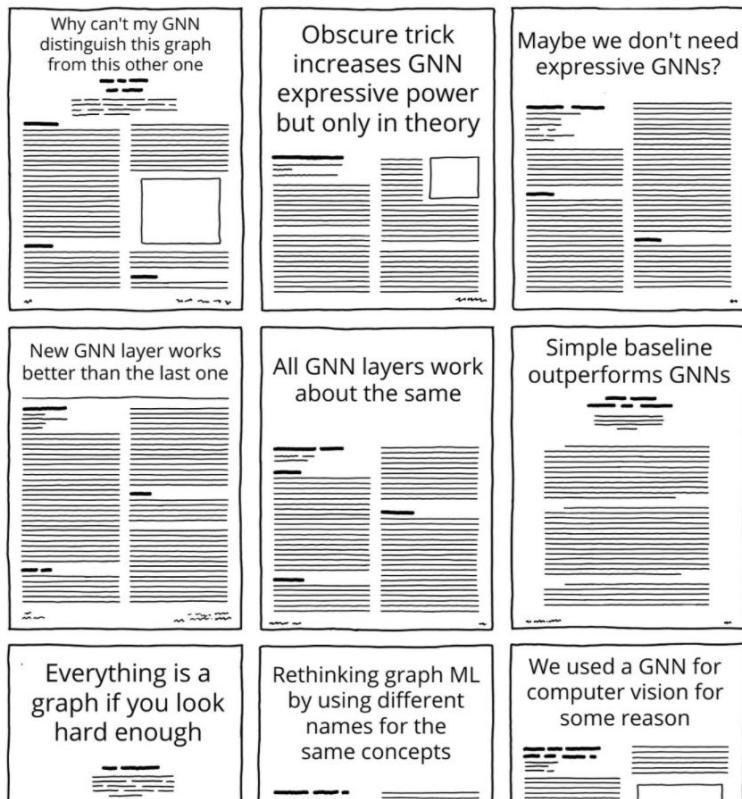 Why can't my GNN
distinguish this graph
from this other one
Obscure trick
increases GNN
expressive power
but only in theory
Maybe we don't need
expressive GNNs?
New GNN layer works
better than the last one
All GNN layers work
about the same
Simple baseline
outperforms GNNs
Everything is a
graph if you look
hard enough
Rethinking graph ML
by using different
names for the
same concepts
We used a GNN for
computer vision for
some reason